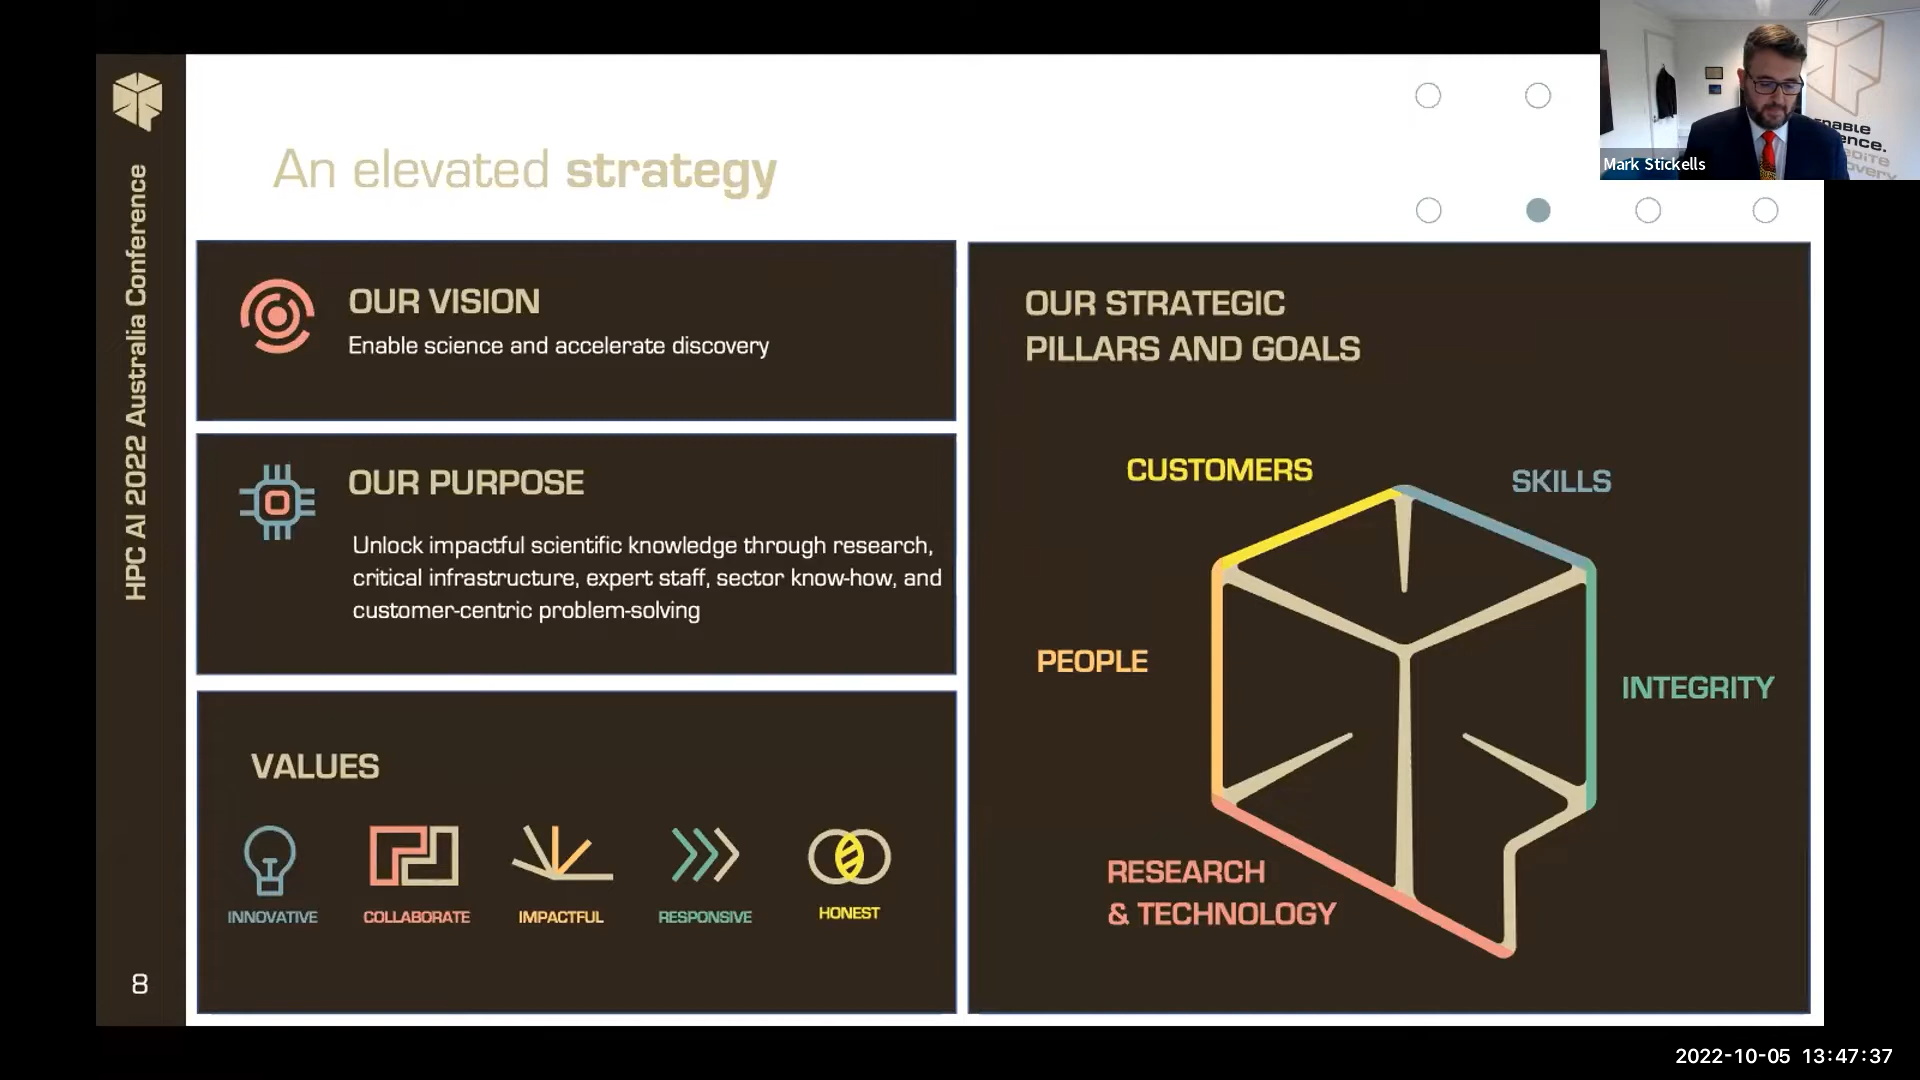 HPC AI 2022 Australia Conference
8
An elevated strategy
OUR VISION
Enable science and accelerate discovery
OUR PURPOSE
Unlock impactful scientific knowledge through research,
critical infrastructure, expert staff, sector know-how, and
customer-centric problem-solving
VALUES
INNOVATIVE
COLLABORATE
IMPACTFUL
RESPONSIVE
HONEST
OUR STRATEGIC
PILLARS AND GOALS
CUSTOMERS
SKILLS
PEOPLE
INTEGRITY
RESEARCH
& TECHNOLOGY
Mark Stickells
2022-10-05 13:47:37